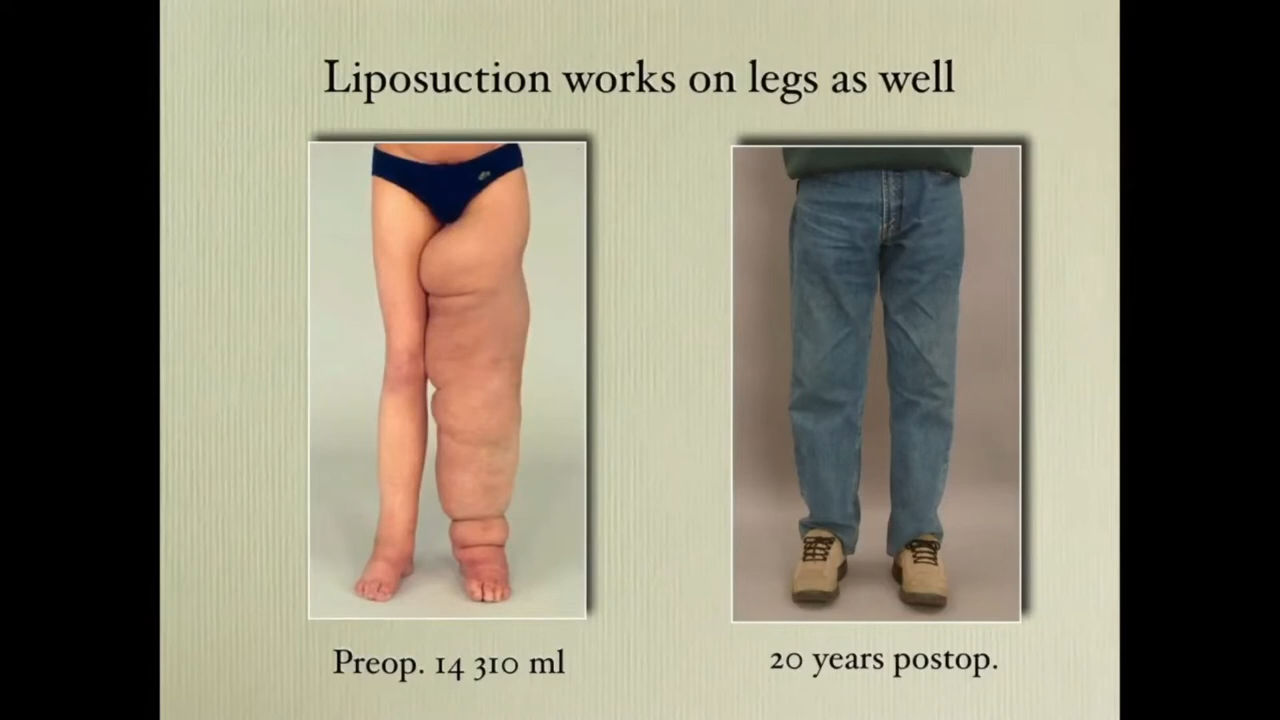 Liposuction works on legs as well
Preop. 14 310 ml
20 years postop.